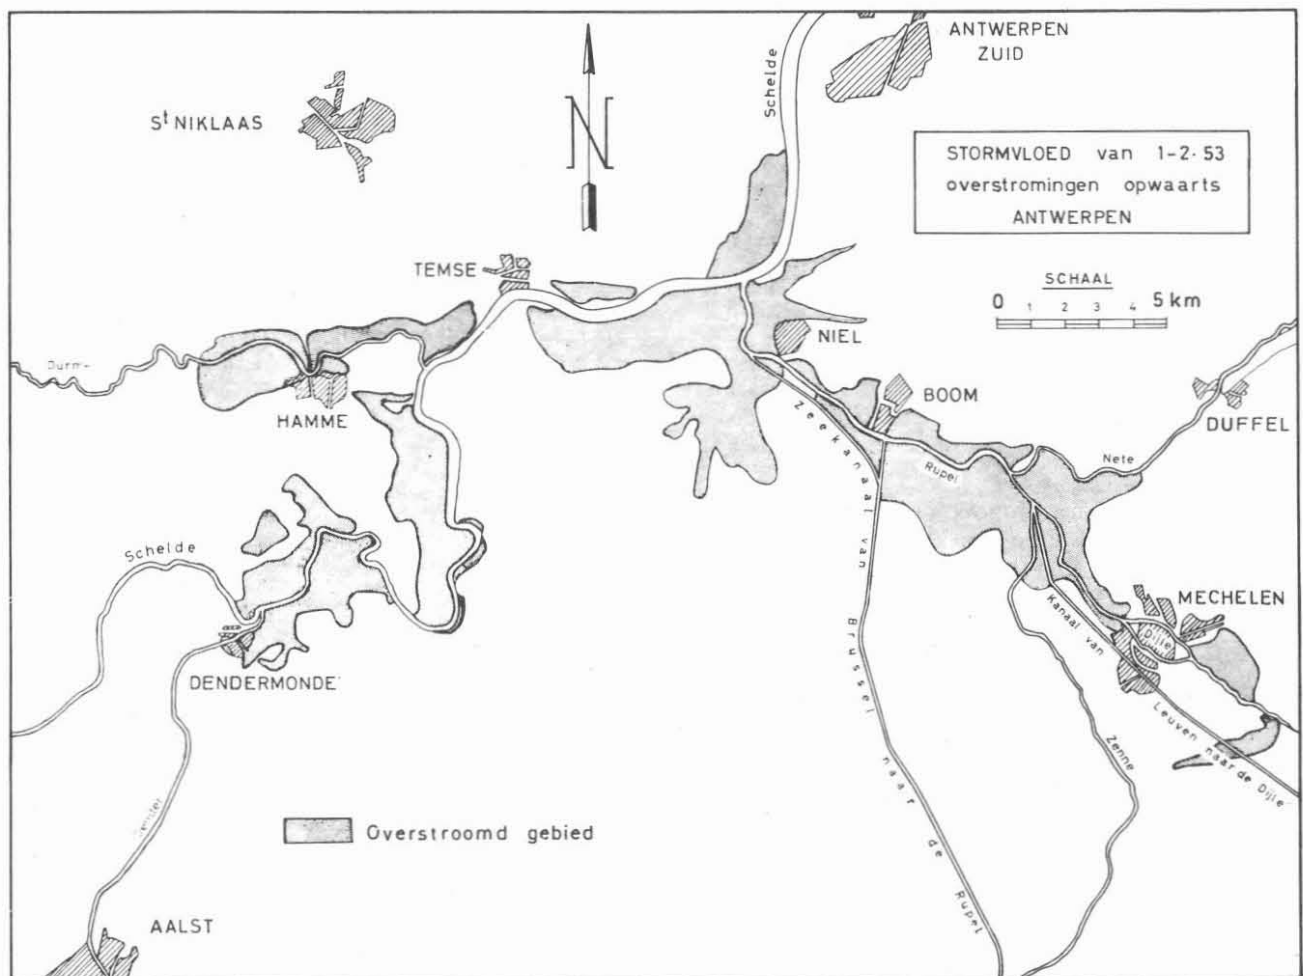 ANTWERPEN
ZUID
Schelde
St NIKLAAS
N
STORMVLOED van 1-2-53
overstromingen opwaarts
ANTWERPEN
SCHAAL
0 1 2 3 4 5 km
TEMSE
NIEL
BOOM
DUFFEL
HAMME
Nete
Rupel
Zeekanaal van Brussel naar de Rupel
Schelde
MECHELEN
Dijle
Kanaal van Leuven naar de Dijle
DENDERMONDE
Zenne
Overstroomd gebied
AALST